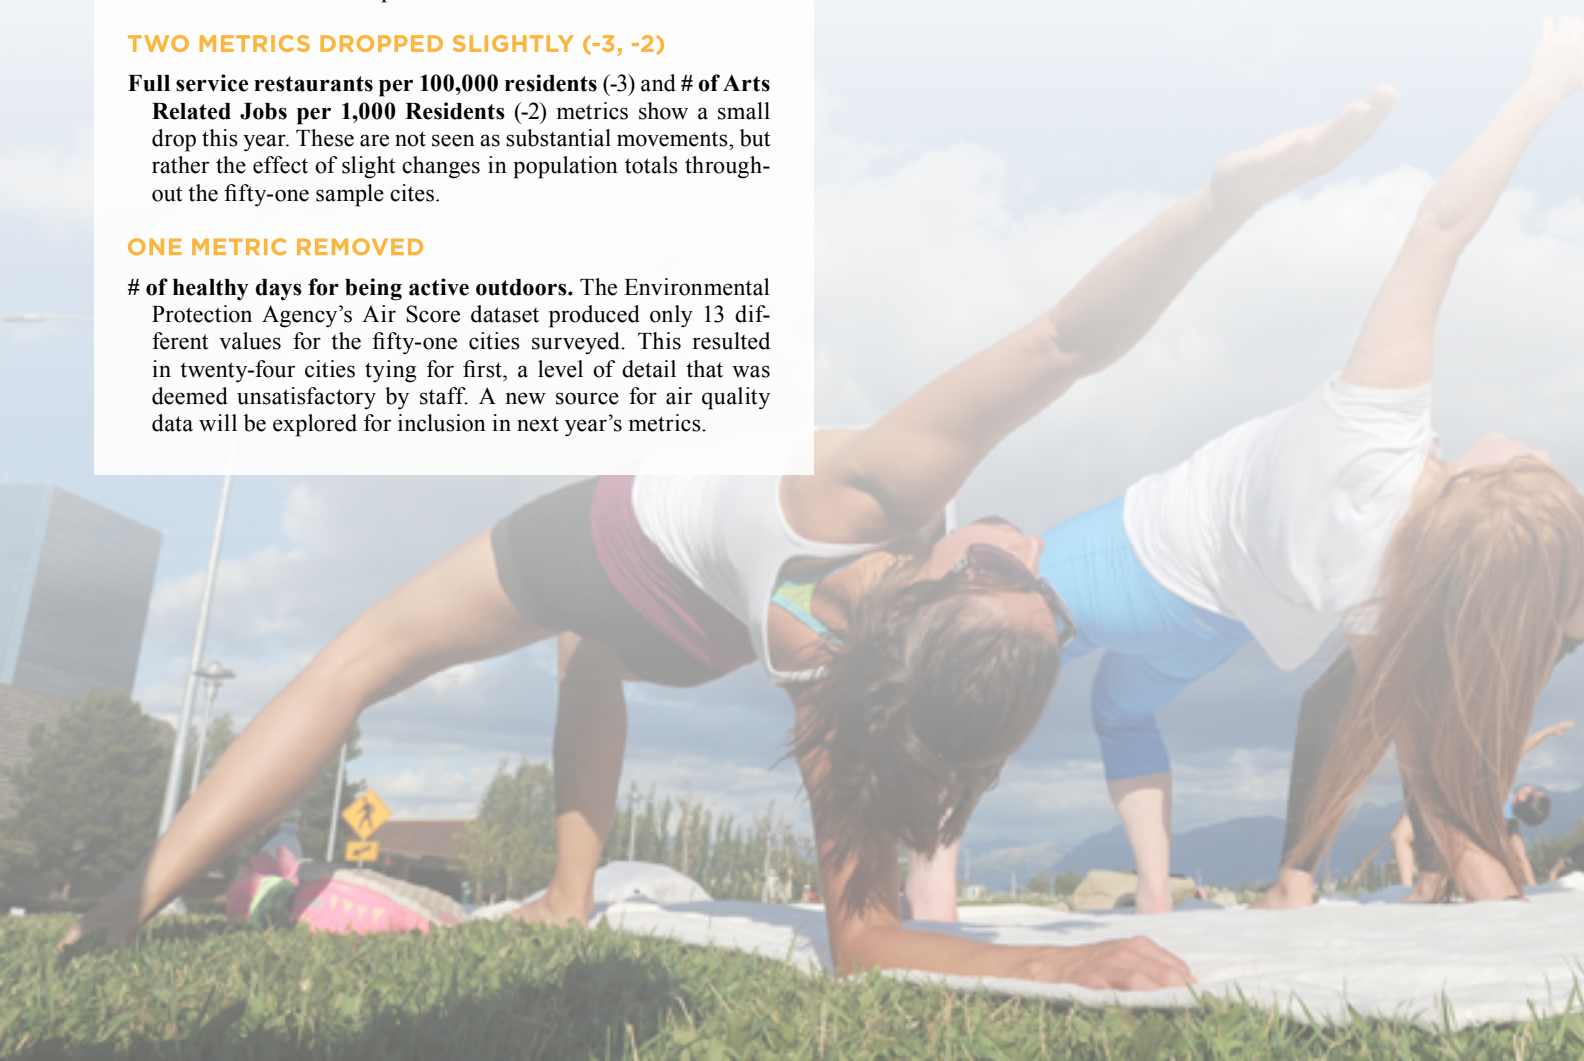 TWO METRICS DROPPED SLIGHTLY (-3, -2)
Full service restaurants per 100,000 residents (-3) and # of Arts
Related Jobs per 1,000 Residents (-2) metrics show a small
drop this year. These are not seen as substantial movements, but
rather the effect of slight changes in population totals through-
out the fifty-one sample cites.
ONE METRIC REMOVED
# of healthy days for being active outdoors. The Environmental
Protection Agency’s Air Score dataset produced only 13 dif-
ferent values for the fifty-one cities surveyed. This resulted
in twenty-four cities tying for first, a level of detail that was
deemed unsatisfactory by staff. A new source for air quality
data will be explored for inclusion in next year’s metrics.